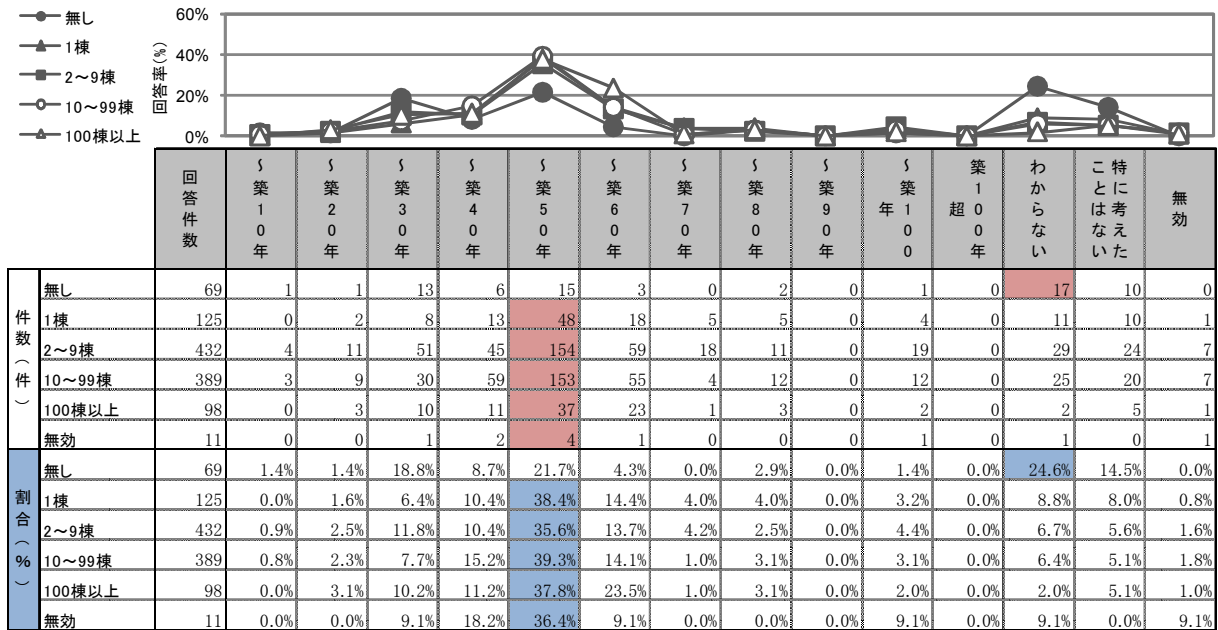 無し
1棟
2～9棟
10～99棟
100棟以上
回答率(%)
60%
40%
20%
0%
回答件数 ～築10年 ～築20年 ～築30年 ～築40年 ～築50年 ～築60年 ～築70年 ～築80年 ～築90年 ～築100年 築100年超 わからない 特に考えたことはない 無効
件数(件)
無し 69 1 1 13 6 15 3 0 2 0 1 0 17 10 0
1棟 125 0 2 8 13 48 18 5 5 0 4 0 11 10 1
2～9棟 432 4 11 51 45 154 59 18 11 0 19 0 29 24 7
10～99棟 389 3 9 30 59 153 55 4 12 0 12 0 25 20 7
100棟以上 98 0 3 10 11 37 23 1 3 0 2 0 2 5 1
無効 11 0 0 1 2 4 1 0 0 0 1 0 1 0 1
割合(%)
無し 69 1.4% 1.4% 18.8% 8.7% 21.7% 4.3% 0.0% 2.9% 0.0% 1.4% 0.0% 24.6% 14.5% 0.0%
1棟 125 0.0% 1.6% 6.4% 10.4% 38.4% 14.4% 4.0% 4.0% 0.0% 3.2% 0.0% 8.8% 8.0% 0.8%
2～9棟 432 0.9% 2.5% 11.8% 10.4% 35.6% 13.7% 4.2% 2.5% 0.0% 4.4% 0.0% 6.7% 5.6% 1.6%
10～99棟 389 0.8% 2.3% 7.7% 15.2% 39.3% 14.1% 1.0% 3.1% 0.0% 3.1% 0.0% 6.4% 5.1% 1.8%
100棟以上 98 0.0% 3.1% 10.2% 11.2% 37.8% 23.5% 1.0% 3.1% 0.0% 2.0% 0.0% 2.0% 5.1% 1.0%
無効 11 0.0% 0.0% 9.1% 18.2% 36.4% 9.1% 0.0% 0.0% 0.0% 9.1% 0.0% 9.1% 0.0% 9.1%